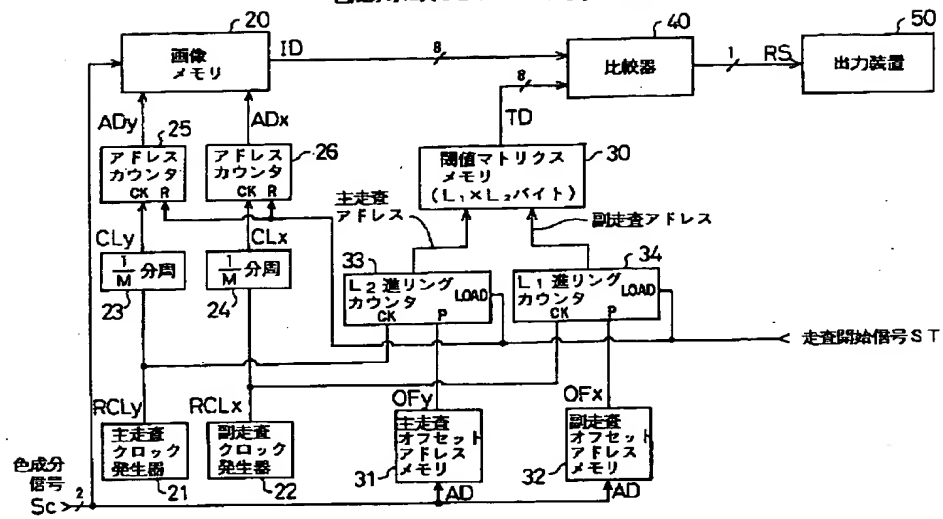 20
40
50
画像
メモリ
ID
8
比較器
1
RS
出力装置
8
TD
ADy
25
ADx
26
アドレス
カウンタ
CK R
アドレス
カウンタ
CK R
閾値マトリクス
メモリ
(L₁×L₂バイト)
30
主走査
アドレス
副走査アドレス
CLy
CLx
1/M 分周
23
1/M 分周
24
33
L2 進リング
カウンタ LOAD
CK P
34
L1 進リング
カウンタ LOAD
CK P
走査開始信号ST
RCLy
RCLx
OFy
OFx
主走査
クロック
発生器
21
副走査
クロック
発生器
22
主走査
オフセット
アドレス
メモリ
31
副走査
オフセット
アドレス
メモリ
32
AD
AD
色成分
信号
Sc
2